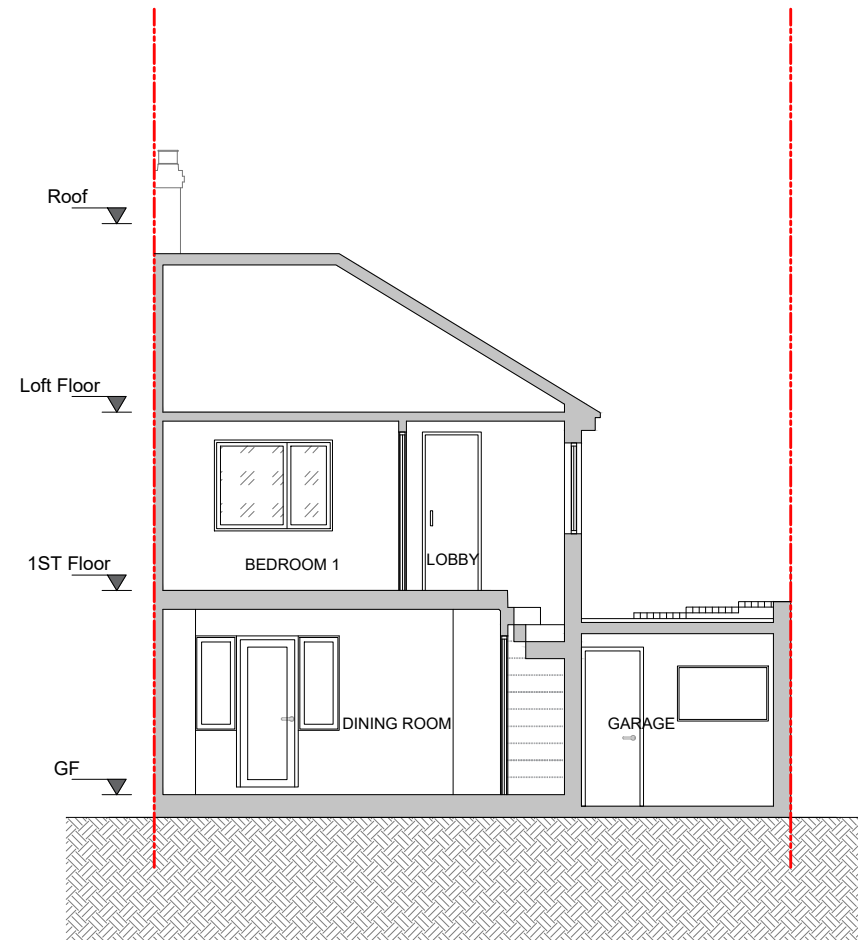 Roof
Loft Floor
1ST Floor
BEDROOM 1
LOBBY
DINING ROOM
GARAGE
GF